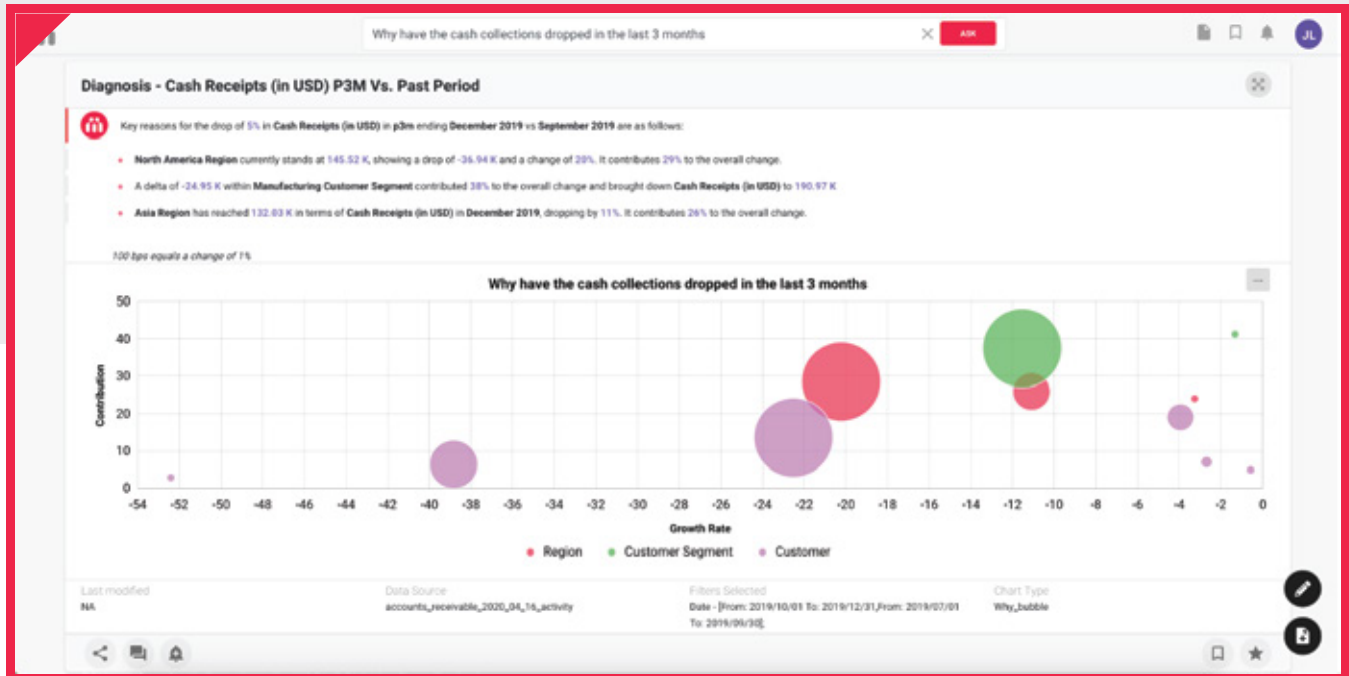 Why have the cash collections dropped in the last 3 months
ASK
JL
Diagnosis - Cash Receipts (in USD) P3M Vs. Past Period
Key reasons for the drop of 5% in Cash Receipts (in USD) in p3m ending December 2019 vs September 2019 are as follows:
North America Region currently stands at 145.52 K, showing a drop of -36.94 K and a change of 20%. It contributes 29% to the overall change.
A delta of -24.95 K within Manufacturing Customer Segment contributed 38% to the overall change and brought down Cash Receipts (in USD) to 190.97 K
Asia Region has reached 132.03 K in terms of Cash Receipts (in USD) in December 2019, dropping by 11%. It contributes 26% to the overall change.
100 bps equals a change of 1%
Why have the cash collections dropped in the last 3 months
50
40
30
20
10
0
Contribution
-54 -52 -50 -48 -46 -44 -42 -40 -38 -36 -34 -32 -30 -28 -26 -24 -22 -20 -18 -16 -14 -12 -10 -8 -6 -4 -2 0
Growth Rate
Region Customer Segment Customer
Last modified Data Source Filters Selected Chart Type
NA accounts_receivable_2020_04_16_activity Date - [From: 2019/10/01 To: 2019/12/31,From: 2019/07/01 Why_bubble
To: 2019/09/30];